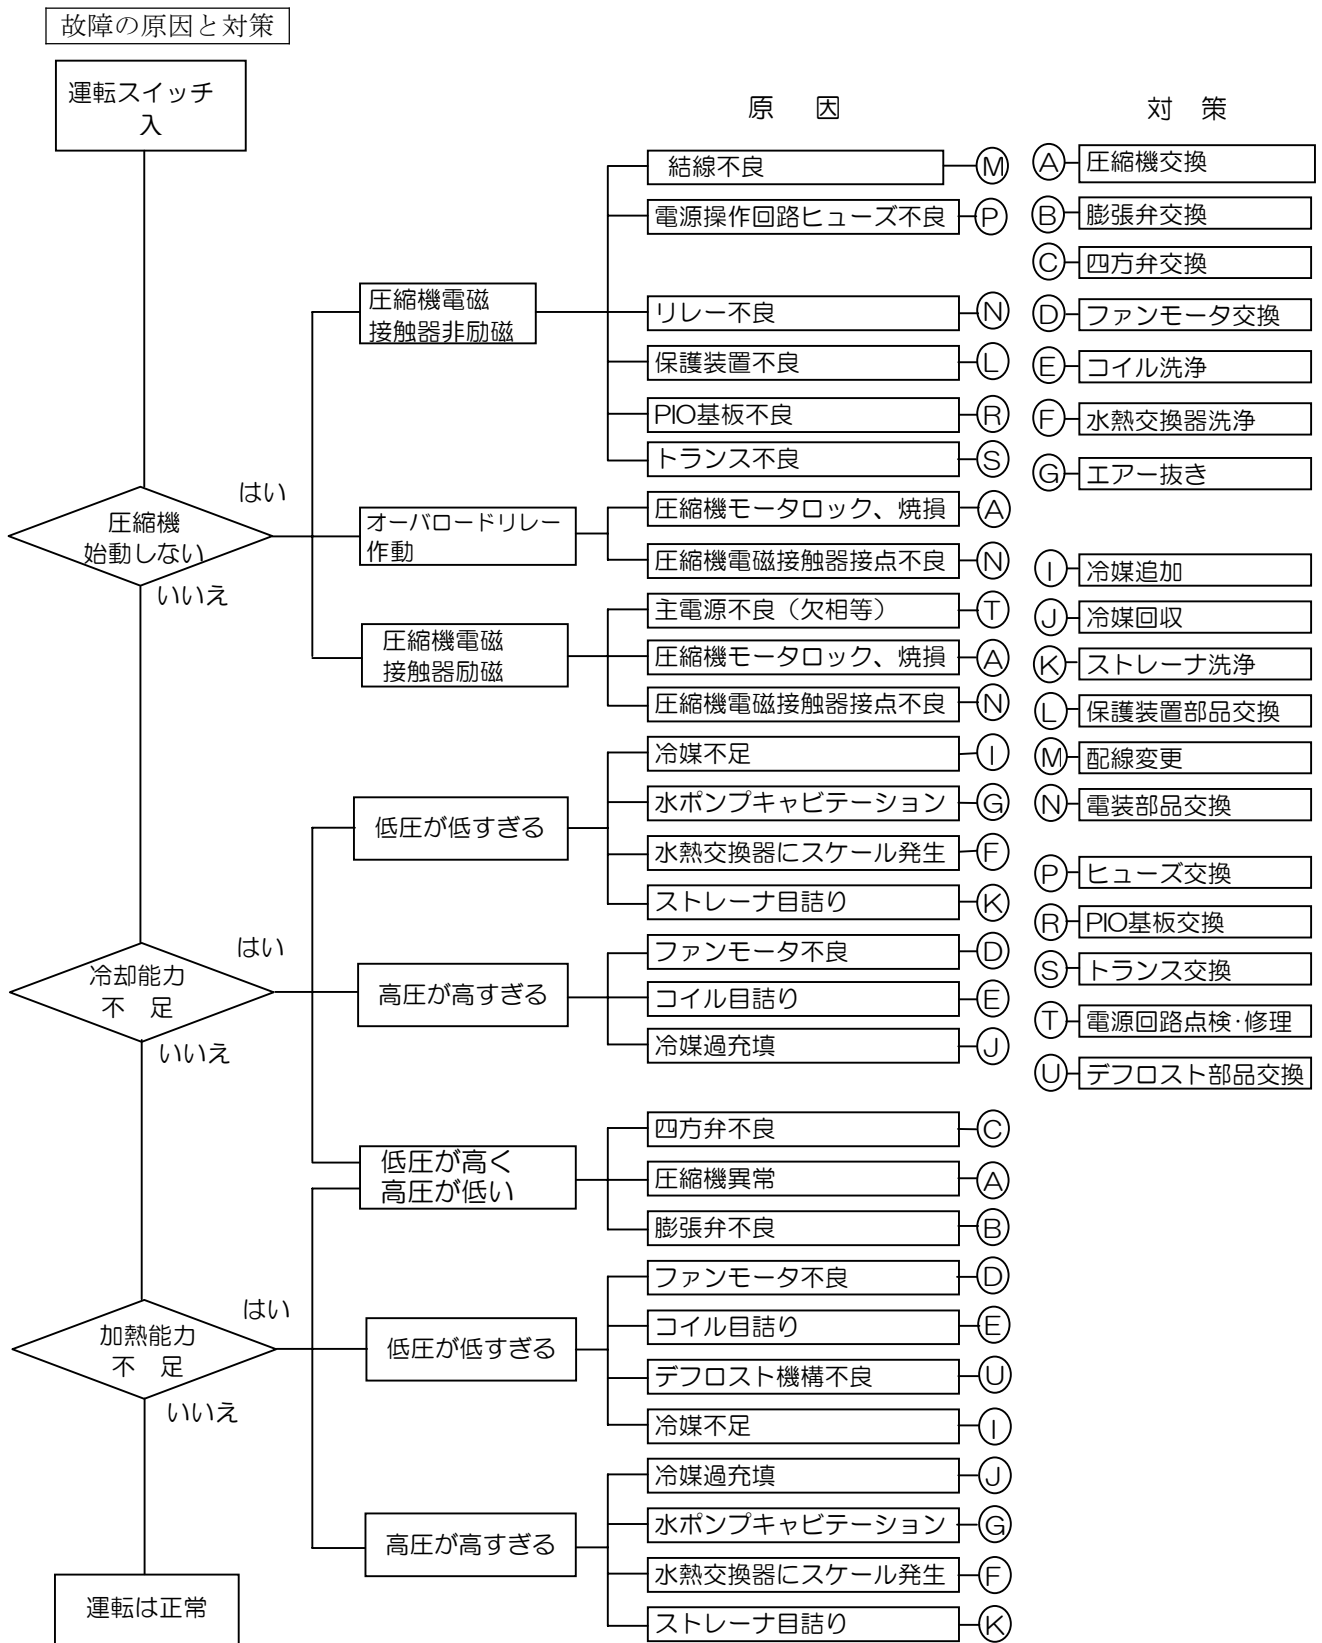 故障の原因と対策
運転スイッチ
入
原　因
対　策
結線不良
M
電源操作回路ヒューズ不良
P
圧縮機電磁
接触器非励磁
リレー不良
N
保護装置不良
L
PIO基板不良
R
トランス不良
S
はい
圧縮機
始動しない
いいえ
オーバロードリレー
作動
圧縮機モータロック、焼損
A
圧縮機電磁接触器接点不良
N
圧縮機電磁
接触器励磁
主電源不良（欠相等）
T
圧縮機モータロック、焼損
A
圧縮機電磁接触器接点不良
N
低圧が低すぎる
冷媒不足
I
水ポンプキャビテーション
G
水熱交換器にスケール発生
F
ストレーナ目詰り
K
はい
冷却能力
不　足
いいえ
高圧が高すぎる
ファンモータ不良
D
コイル目詰り
E
冷媒過充填
J
低圧が高く
高圧が低い
四方弁不良
C
圧縮機異常
A
膨張弁不良
B
はい
加熱能力
不　足
いいえ
低圧が低すぎる
ファンモータ不良
D
コイル目詰り
E
デフロスト機構不良
U
冷媒不足
I
高圧が高すぎる
冷媒過充填
J
水ポンプキャビテーション
G
水熱交換器にスケール発生
F
ストレーナ目詰り
K
運転は正常
A 圧縮機交換
B 膨張弁交換
C 四方弁交換
D ファンモータ交換
E コイル洗浄
F 水熱交換器洗浄
G エアー抜き
I 冷媒追加
J 冷媒回収
K ストレーナ洗浄
L 保護装置部品交換
M 配線変更
N 電装部品交換
P ヒューズ交換
R PIO基板交換
S トランス交換
T 電源回路点検･修理
U デフロスト部品交換